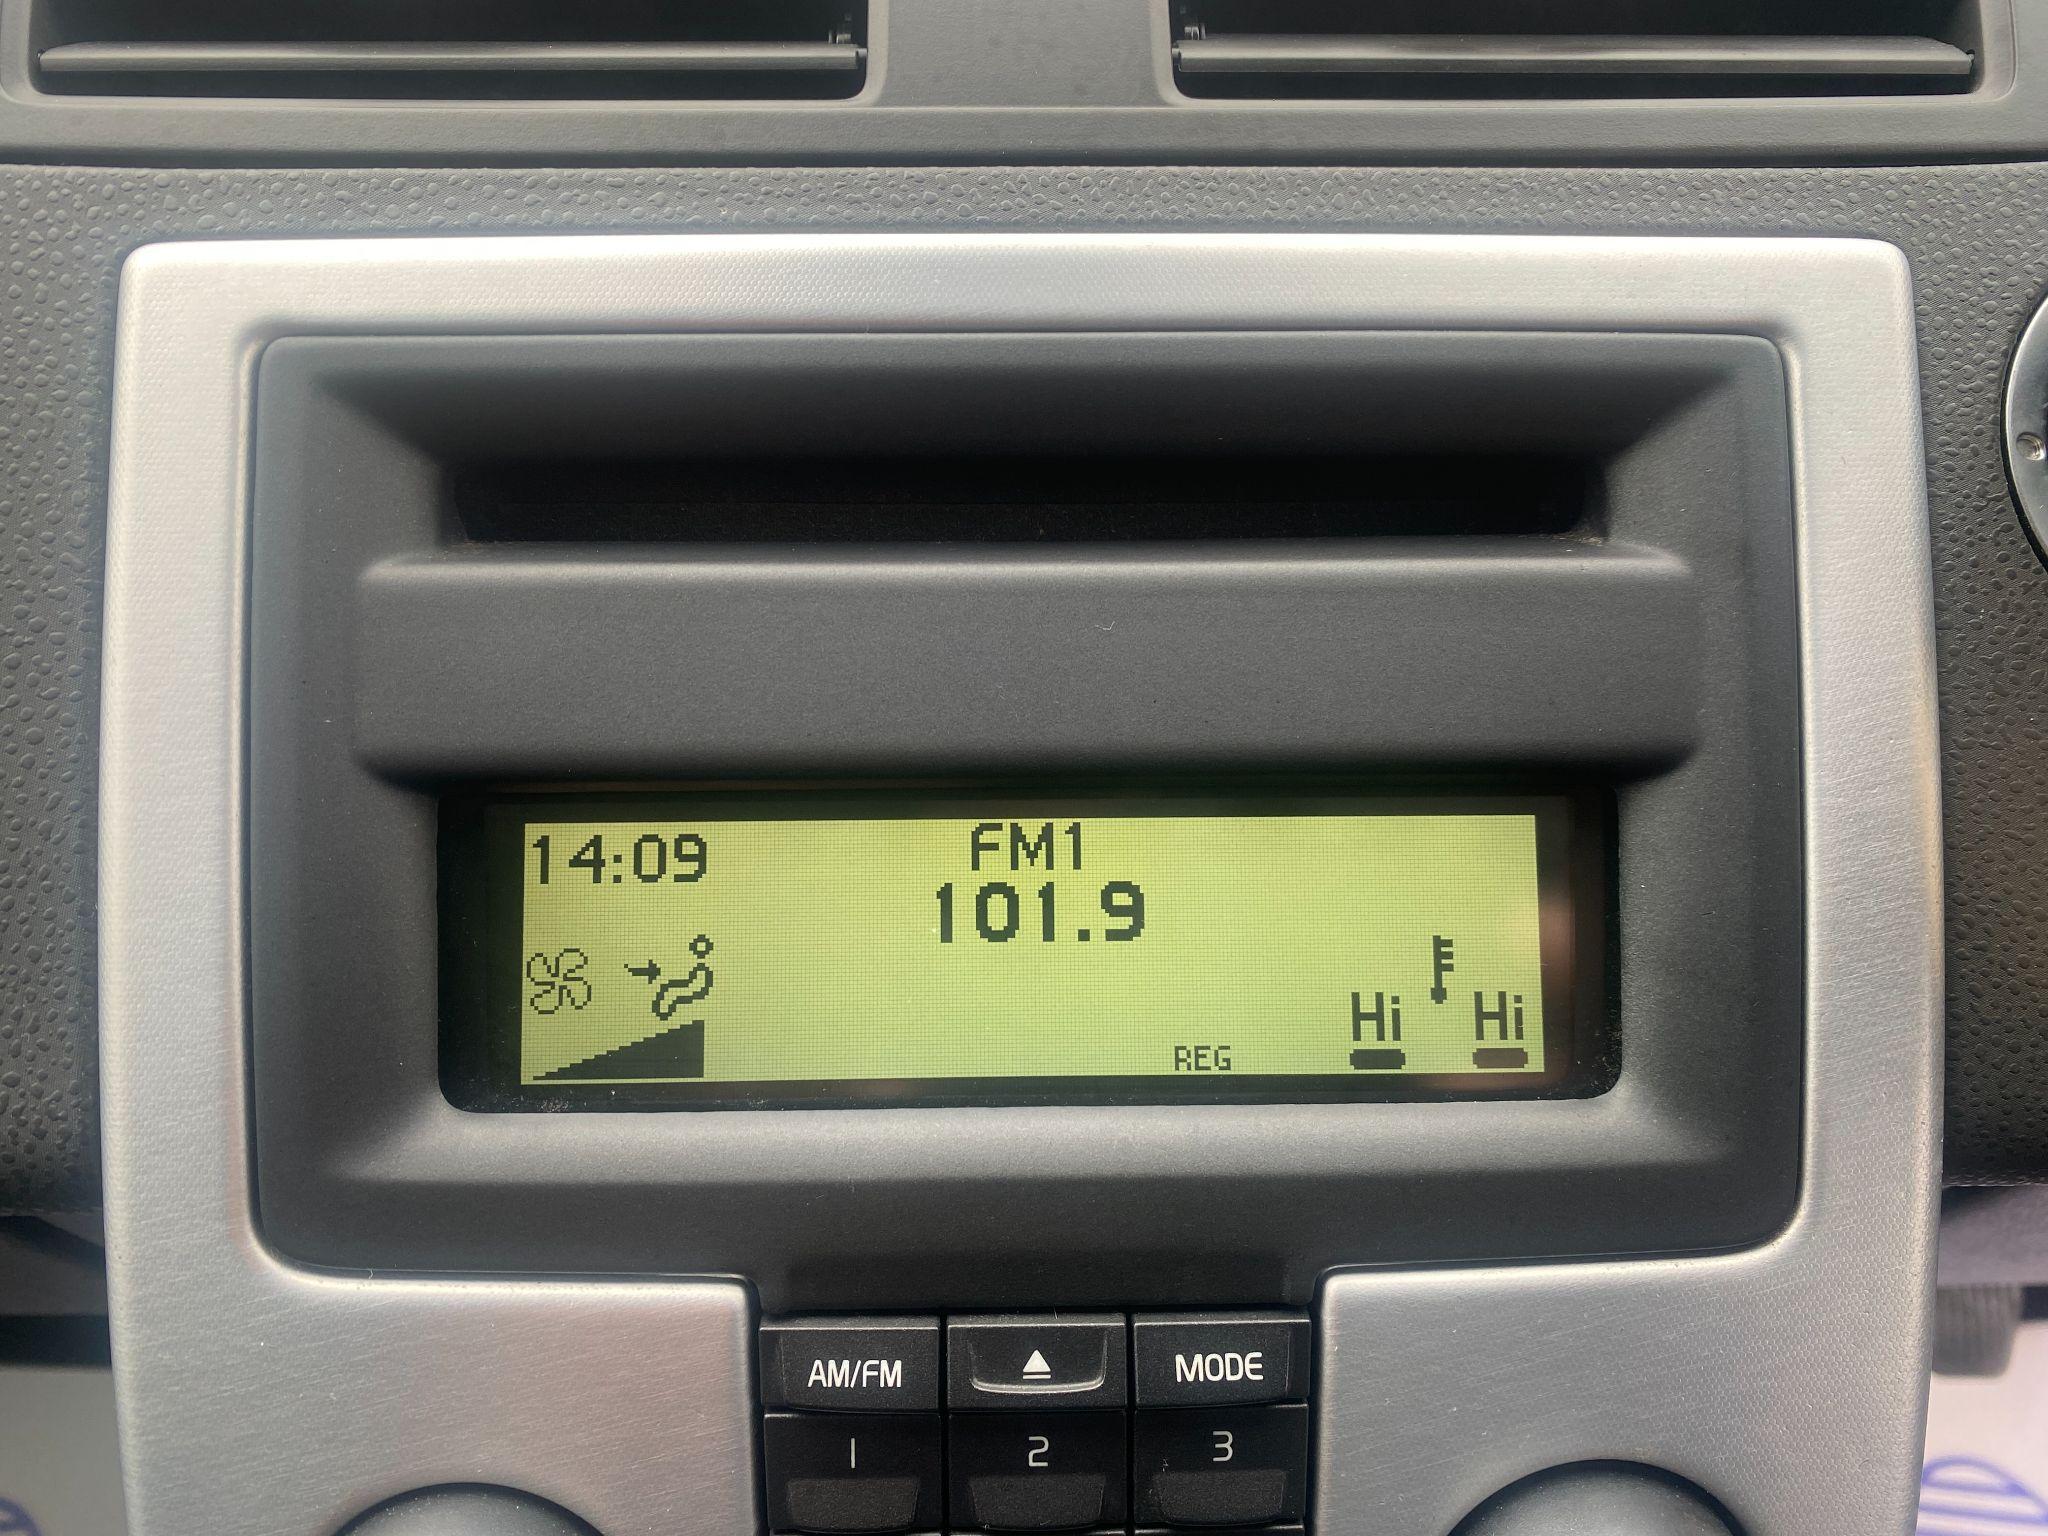 14:09
FM1
101.9
Hi Hi
REG
AM/FM
MODE
1 2 3